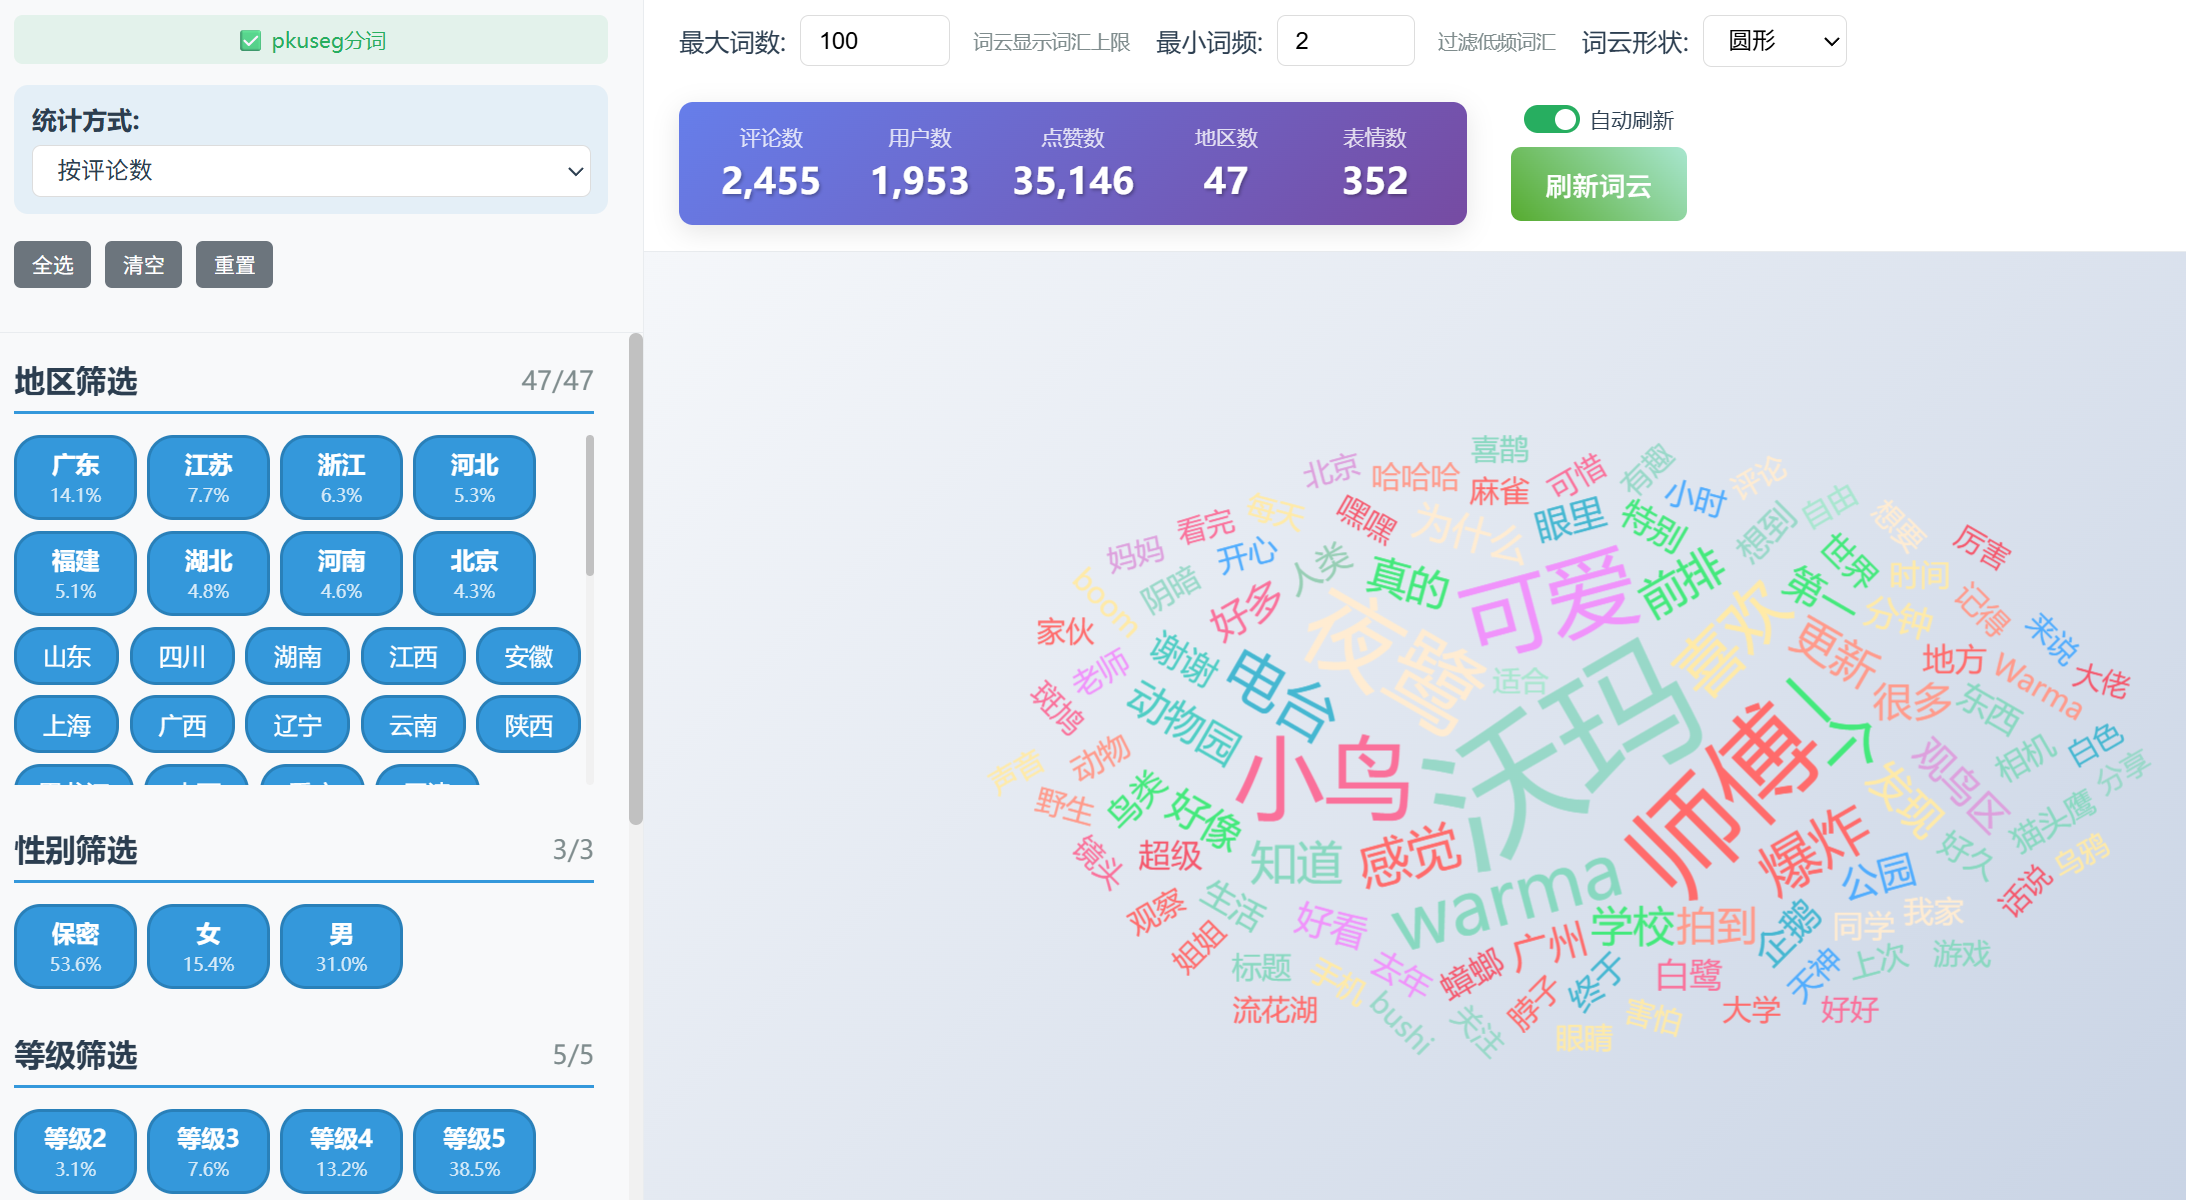 pkuseg分词
统计方式:
按评论数
全选 清空 重置
地区筛选 47/47
广东 江苏 浙江 河北
14.1% 7.7% 6.3% 5.3%
福建 湖北 河南 北京
5.1% 4.8% 4.6% 4.3%
山东 四川 湖南 江西 安徽
上海 广西 辽宁 云南 陕西
性别筛选 3/3
保密 女 男
53.6% 15.4% 31.0%
等级筛选 5/5
等级2 等级3 等级4 等级5
3.1% 7.6% 13.2% 38.5%
最大词数: 100 词云显示词汇上限 最小词频: 2 过滤低频词汇 词云形状: 圆形
评论数 用户数 点赞数 地区数 表情数
2,455 1,953 35,146 47 352
自动刷新
刷新词云
喜鹊
北京
哈哈哈
麻雀
可惜
有趣
小时
评论
自由
想要
厉害
看完
每天
嘿嘿
为什么
眼里
特别
想到
世界
时间
妈妈
开心
人类
真的
可爱
前排
第一
分钟
记得
来说
boom
阴暗
好多
夜鹭
喜欢
更新
地方
Warma
大佬
家伙
谢谢
电台
适合
沃玛
一个
很多
东西
白色
老师
斑鸠
动物园
小鸟
师傅
观鸟区
相机
分享
声音
动物
鸟类
好像
发现
猫头鹰
野生
镜头
超级
知道
感觉
爆炸
好久
乌鸦
warma
公园
话说
观察
生活
好看
学校
拍到
企鹅
同学
我家
姐姐
标题
手机
去年
蟑螂
广州
终于
白鹭
天神
上次
游戏
流花湖
bushi
关注
脖子
眼睛
害怕
大学
好好